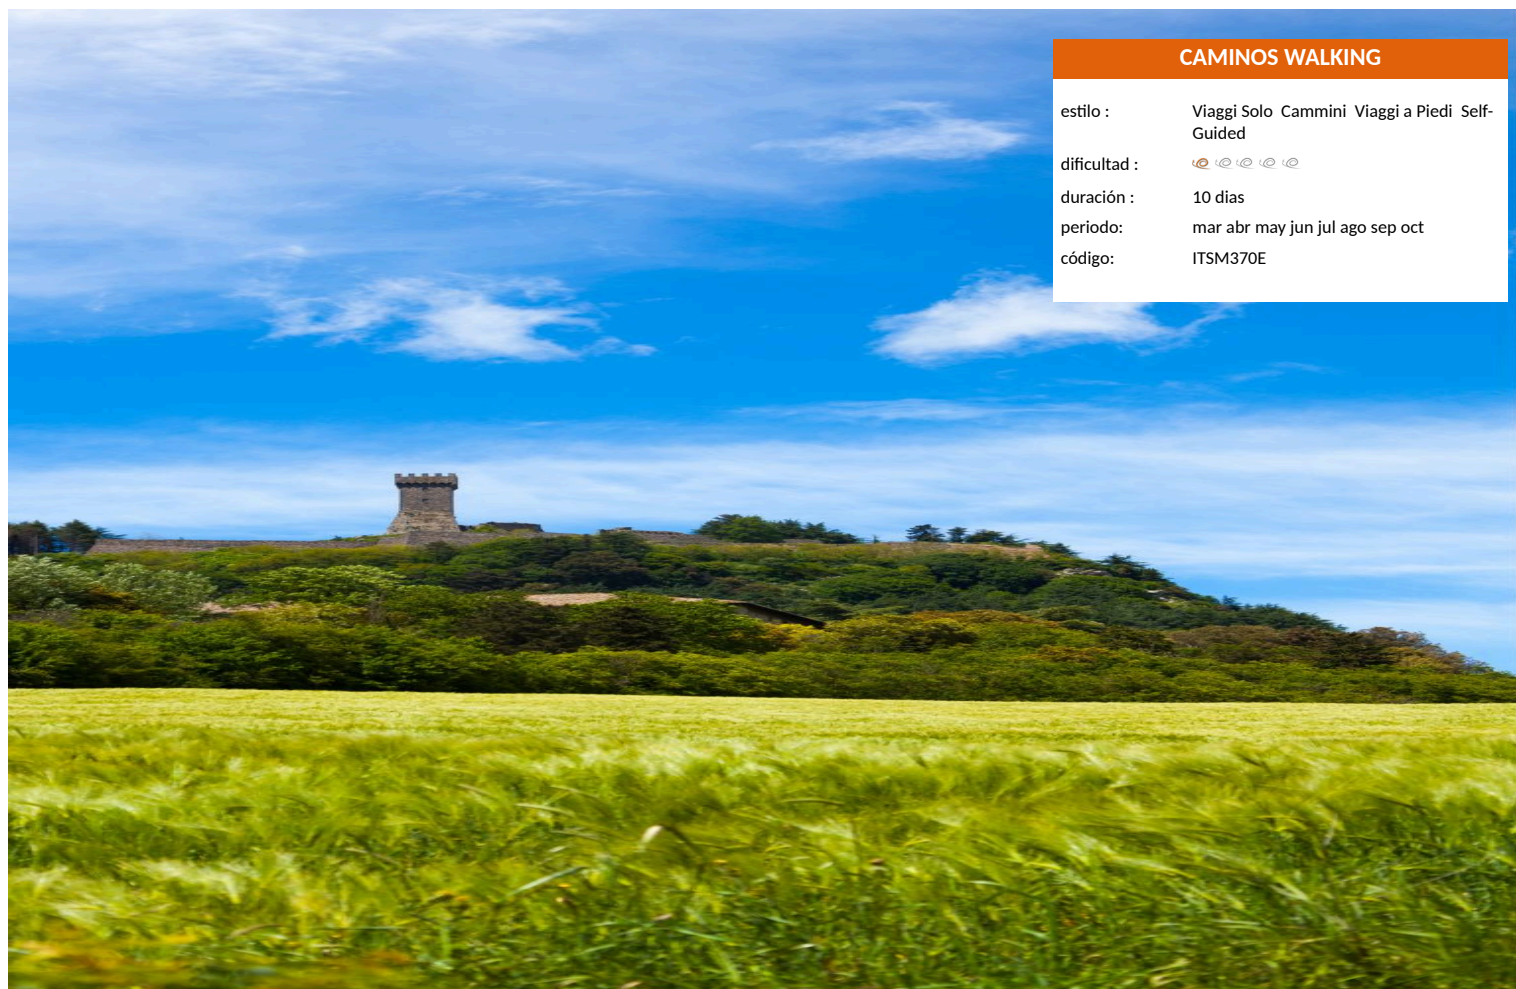 CAMINOS WALKING
estilo : Viaggi Solo Cammini Viaggi a Piedi Self-
Guided
dificultad :
duración : 10 dias
periodo: mar abr may jun jul ago sep oct
código: ITSM370E